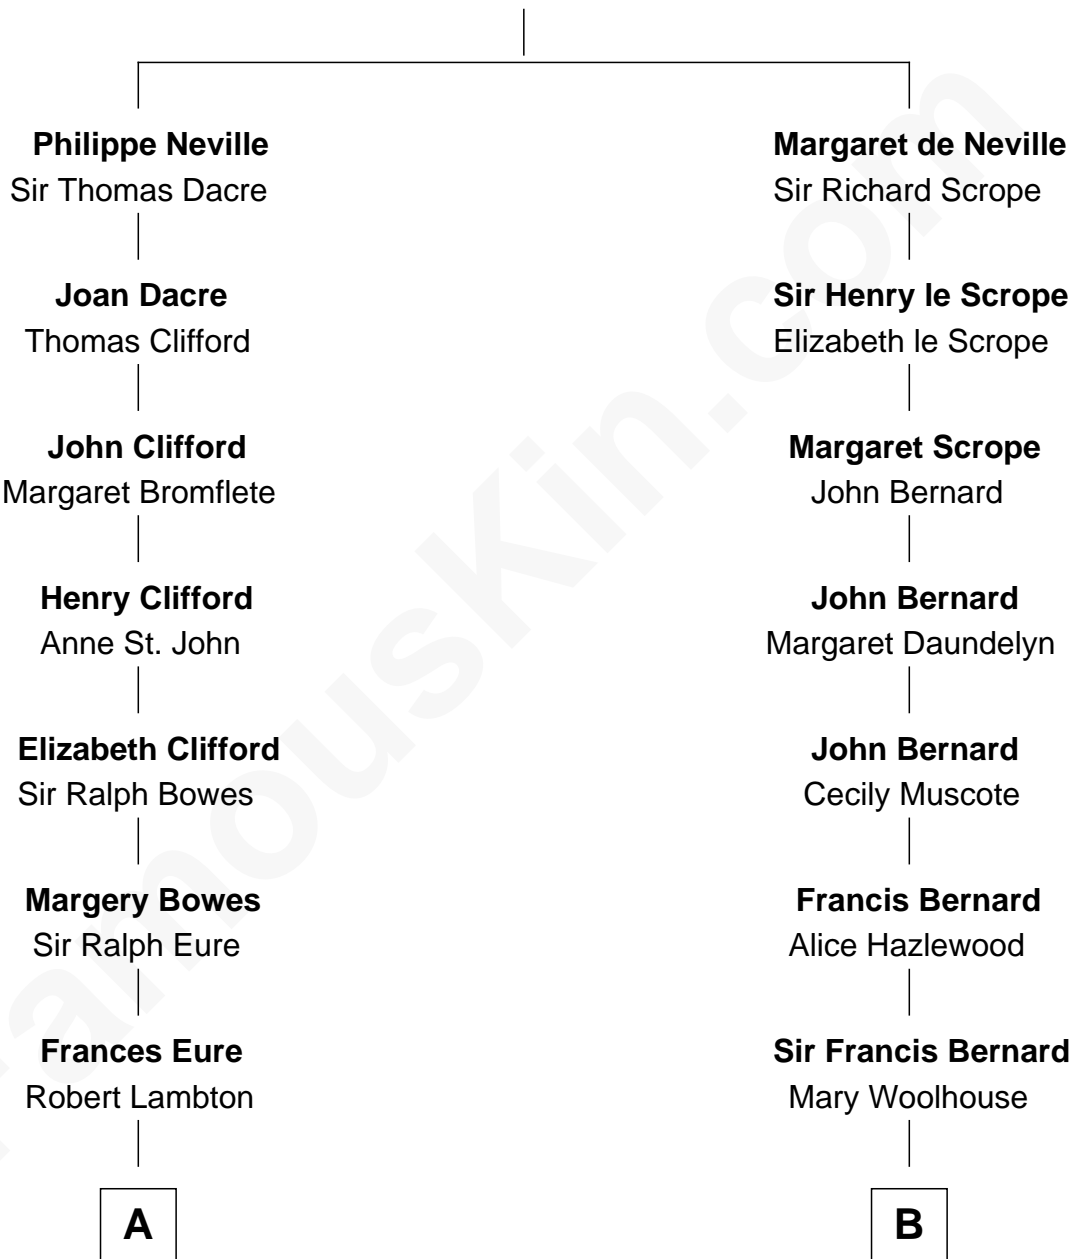 Philippe Neville
Sir Thomas Dacre
Margaret de Neville
Sir Richard Scrope
Joan Dacre
Thomas Clifford
Sir Henry le Scrope
Elizabeth le Scrope
John Clifford
Margaret Bromflete
Margaret Scrope
John Bernard
Henry Clifford
Anne St. John
John Bernard
Margaret Daundelyn
Elizabeth Clifford
Sir Ralph Bowes
John Bernard
Cecily Muscote
Margery Bowes
Sir Ralph Eure
Francis Bernard
Alice Hazlewood
Frances Eure
Robert Lambton
Sir Francis Bernard
Mary Woolhouse
A
B
FamousKin.com